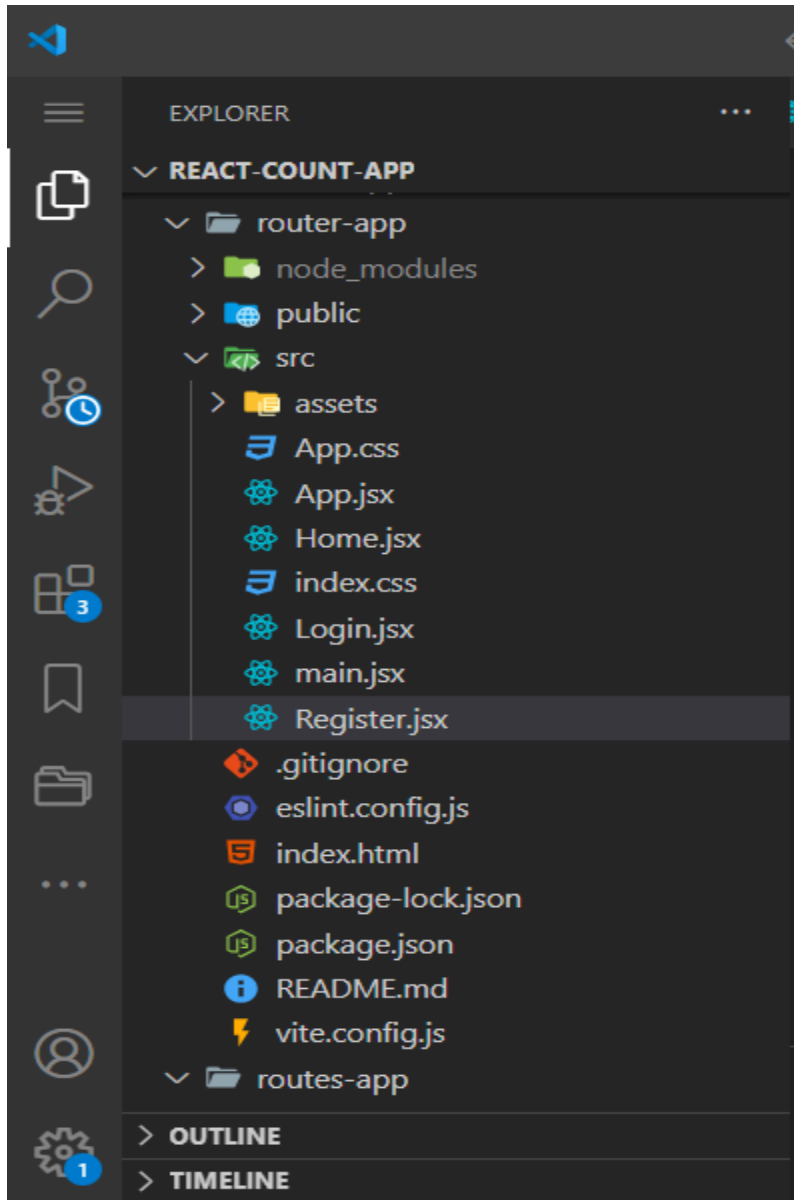 EXPLORER
REACT-COUNT-APP
router-app
node_modules
public
src
assets
App.css
App.jsx
Home.jsx
index.css
Login.jsx
main.jsx
Register.jsx
.gitignore
eslint.config.js
index.html
package-lock.json
package.json
README.md
vite.config.js
routes-app
OUTLINE
TIMELINE
3
1